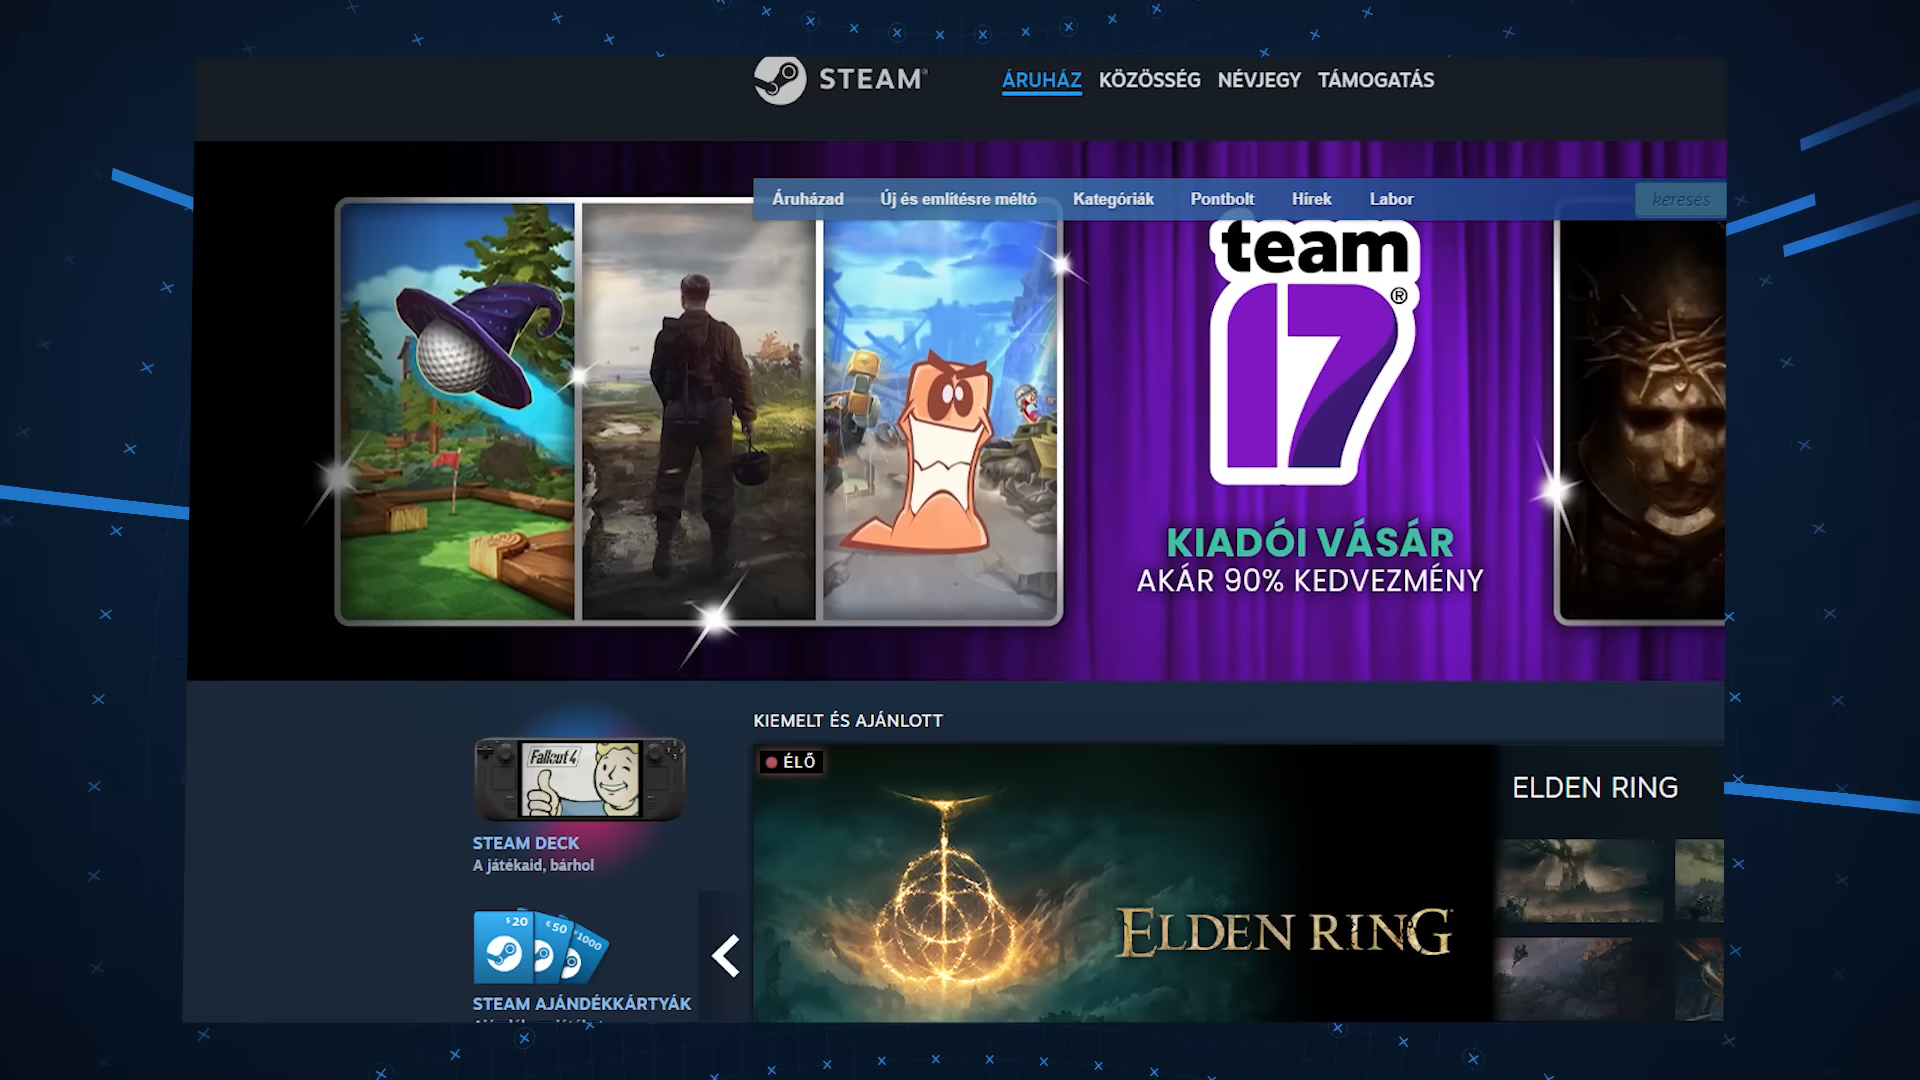 STEAM®
ÁRUHÁZ KÖZÖSSÉG NÉVJEGY TÁMOGATÁS
Áruházad Új és említésre méltó Kategóriák Pontbolt Hírek Labor keresés
team
17®
KIADÓI VÁSÁR
AKÁR 90% KEDVEZMÉNY
KIEMELT ÉS AJÁNLOTT
ÉLŐ
Fallout 4
ELDEN RING
STEAM DECK
A játékaid, bárhol
ELDEN RING
$20 €50 ¥1000
STEAM AJÁNDÉKKÁRTYÁK